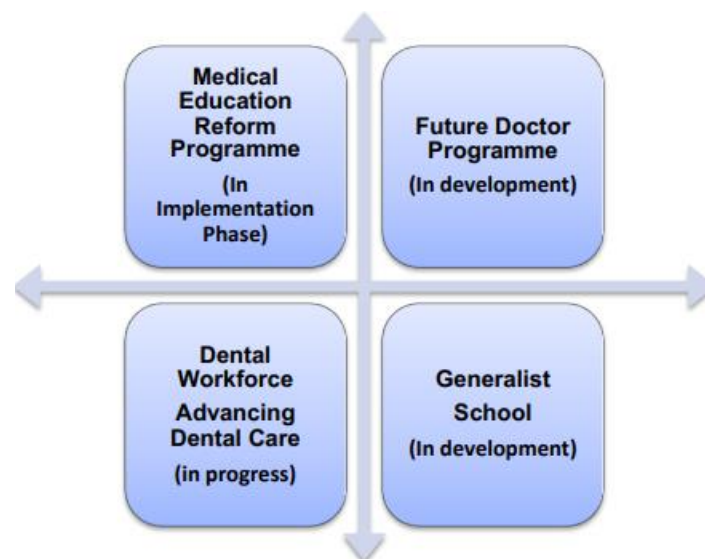 Medical
Education
Reform
Programme
(In
Implementation
Phase)
Future Doctor
Programme
(In development)
Dental
Workforce
Advancing
Dental Care
(in progress)
Generalist
School
(In development)